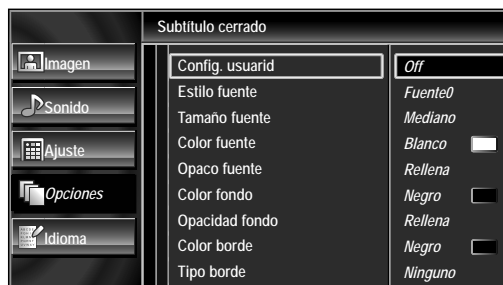 Subtítulo cerrado
Imagen
Sonido
Ajuste
Opciones
Idioma
Config. usuarid Off
Estilo fuente Fuente0
Tamaño fuente Mediano
Color fuente Blanco
Opaco fuente Rellena
Color fondo Negro
Opacidad fondo Rellena
Color borde Negro
Tipo borde Ninguno